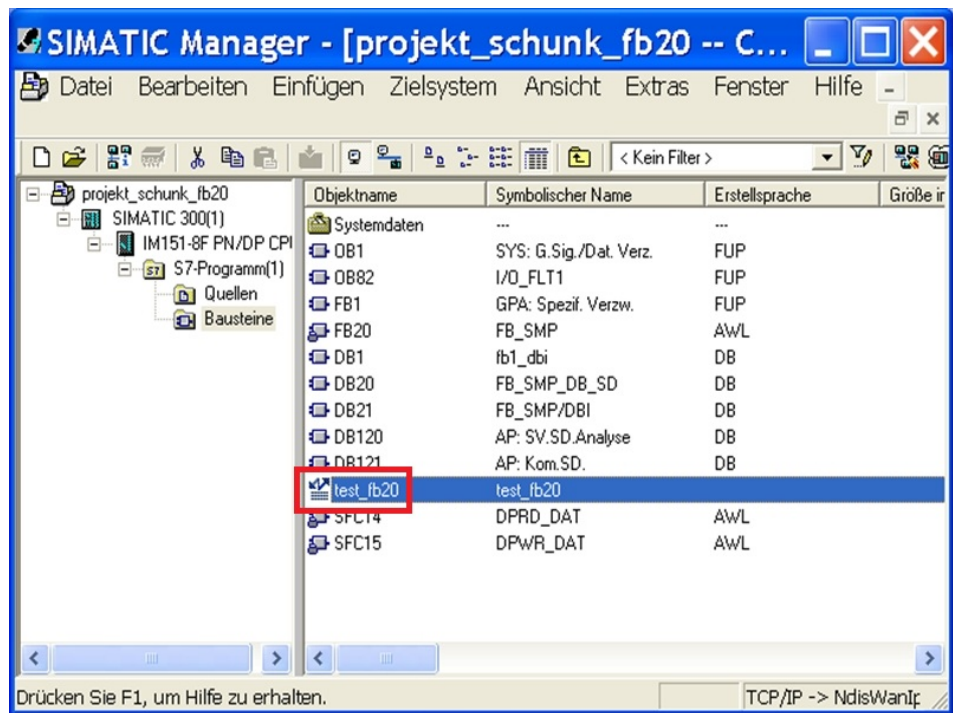 SIMATIC Manager - [projekt_schunk_fb20 -- C...
Datei Bearbeiten Einfügen Zielsystem Ansicht Extras Fenster Hilfe
< Kein Filter >
projekt_schunk_fb20
SIMATIC 300(1)
IM151-8F PN/DP CPU
S7-Programm(1)
Quellen
Bausteine
Objektname Symbolischer Name Erstellsprache Größe ir
Systemdaten --- ---
OB1 SYS: G.Sig./Dat. Verz. FUP
OB82 I/O_FLT1 FUP
FB1 GPA: Spezif. Verzw. FUP
FB20 FB_SMP AWL
DB1 fb1_dbi DB
DB20 FB_SMP_DB_SD DB
DB21 FB_SMP/DBI DB
DB120 AP: SV.SD.Analyse DB
DB121 AP: Kom.SD. DB
test_fb20 test_fb20
SFC14 DPRD_DAT AWL
SFC15 DPWR_DAT AWL
Drücken Sie F1, um Hilfe zu erhalten.
TCP/IP -> NdisWanIp